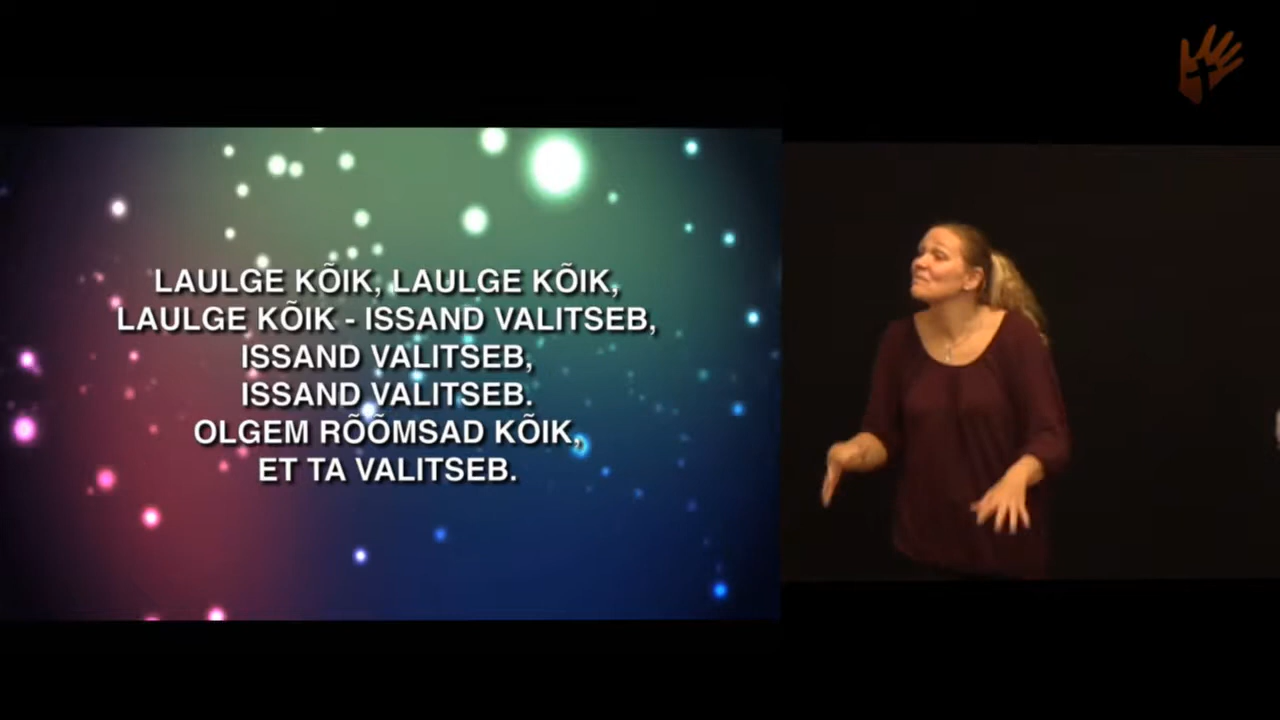 LAULGE KÕIK, LAULGE KÕIK,
LAULGE KÕIK - ISSAND VALITSEB,
ISSAND VALITSEB,
ISSAND VALITSEB.
OLGEM RÕÕMSAD KÕIK,
ET TA VALITSEB.